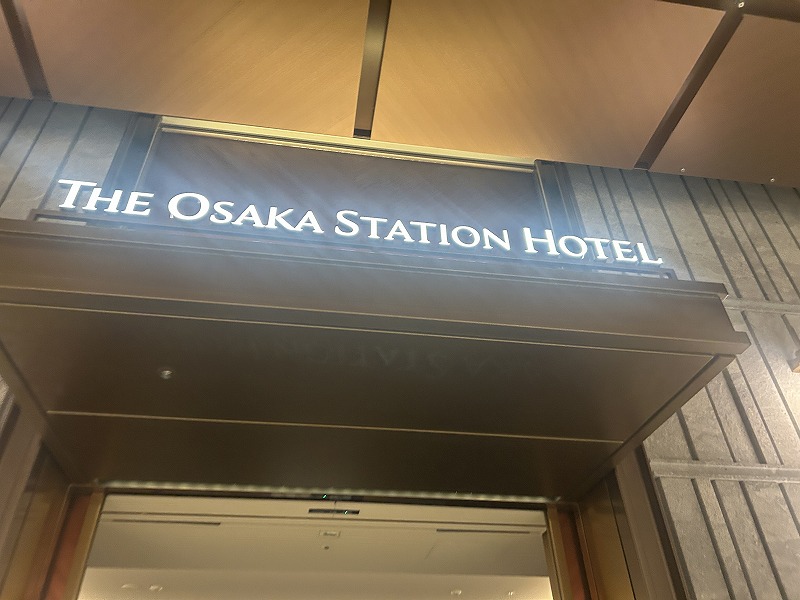 THE OSAKA STATION HOTEL